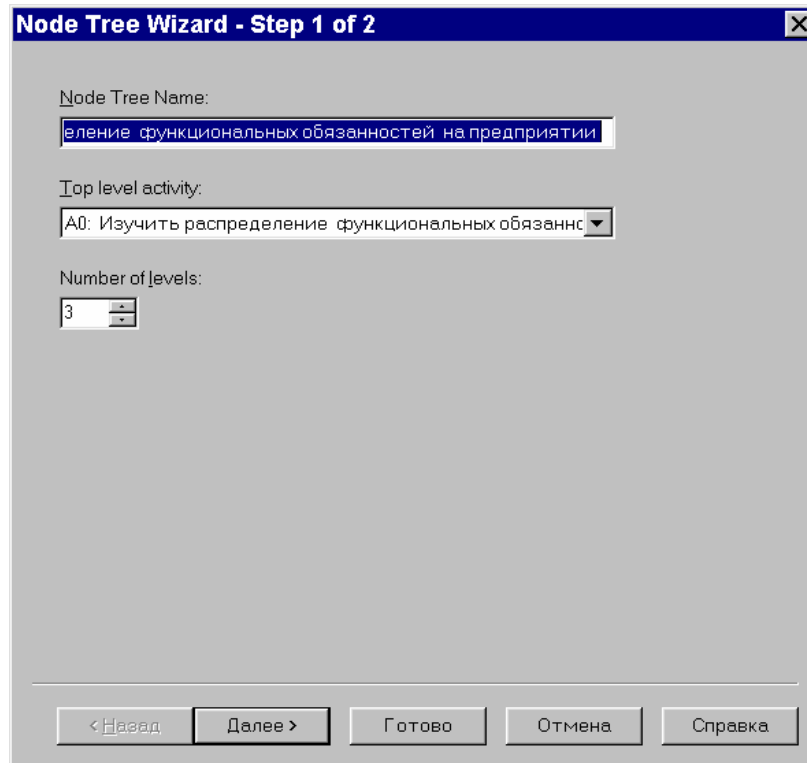 Node Tree Wizard - Step 1 of 2
Node Tree Name:
еление функциональных обязанностей на предприятии
Top level activity:
A0: Изучить распределение функциональных обязанно
Number of levels:
3
< Назад Далее > Готово Отмена Справка